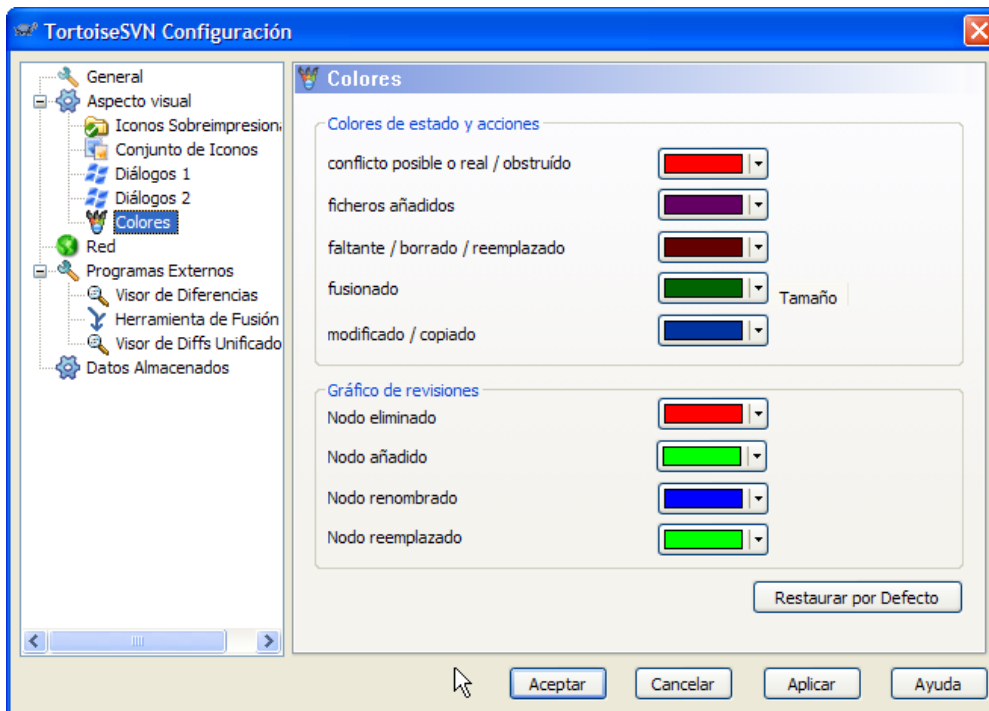 TortoiseSVN Configuración
General
Aspecto visual
Iconos Sobreimpresion
Conjunto de Iconos
Diálogos 1
Diálogos 2
Colores
Red
Programas Externos
Visor de Diferencias
Herramienta de Fusión
Visor de Diffs Unificado
Datos Almacenados
Colores
Colores de estado y acciones
conflicto posible o real / obstruído
ficheros añadidos
faltante / borrado / reemplazado
fusionado
Tamaño
modificado / copiado
Gráfico de revisiones
Nodo eliminado
Nodo añadido
Nodo renombrado
Nodo reemplazado
Restaurar por Defecto
Aceptar
Cancelar
Aplicar
Ayuda